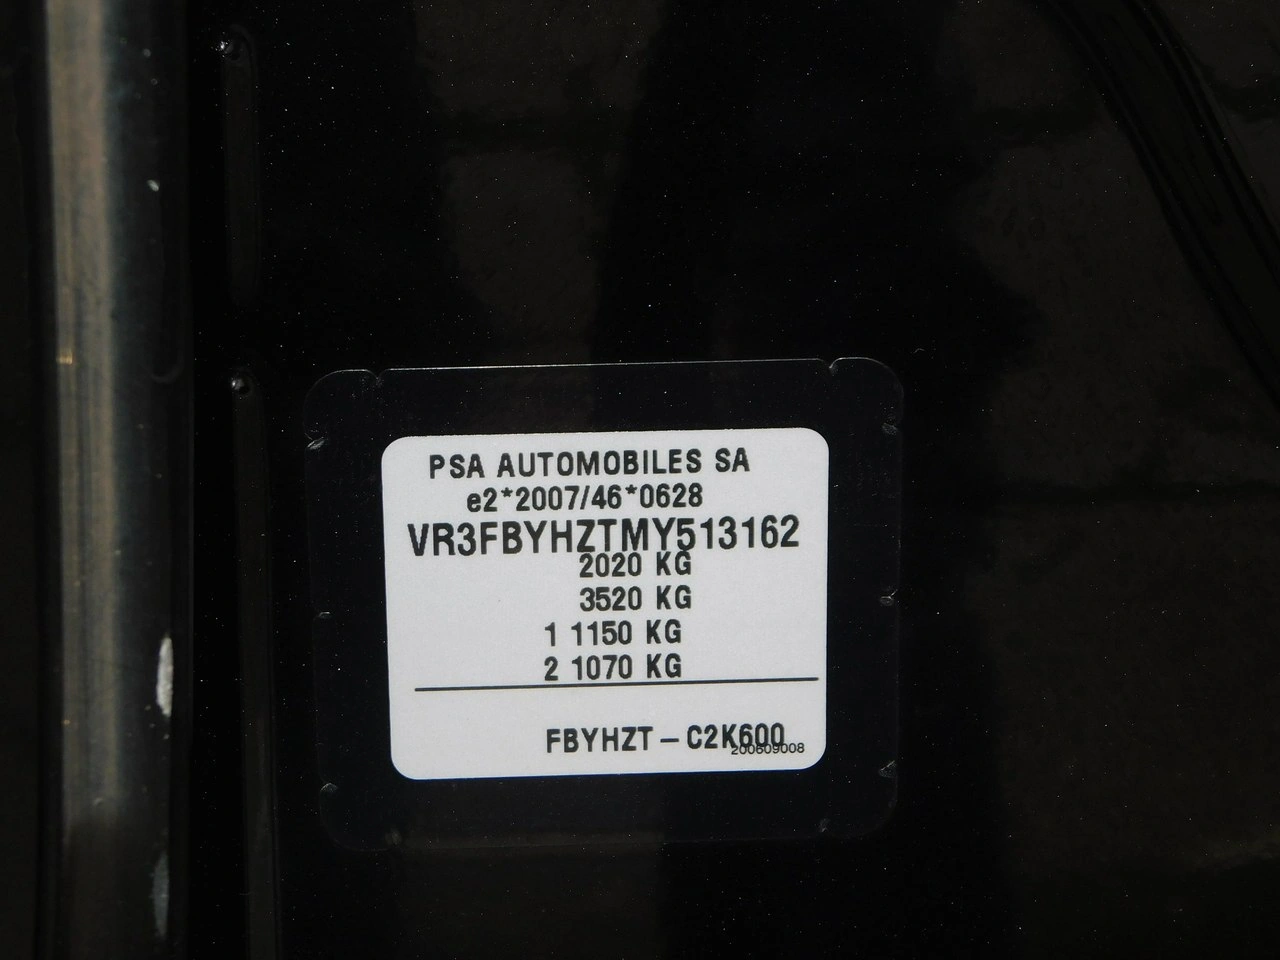 PSA AUTOMOBILES SA
e2*2007/46*0628
VR3FBYHZTMY513162
2020 KG
3520 KG
1 1150 KG
2 1070 KG
FBYHZT – C2K600
200609008